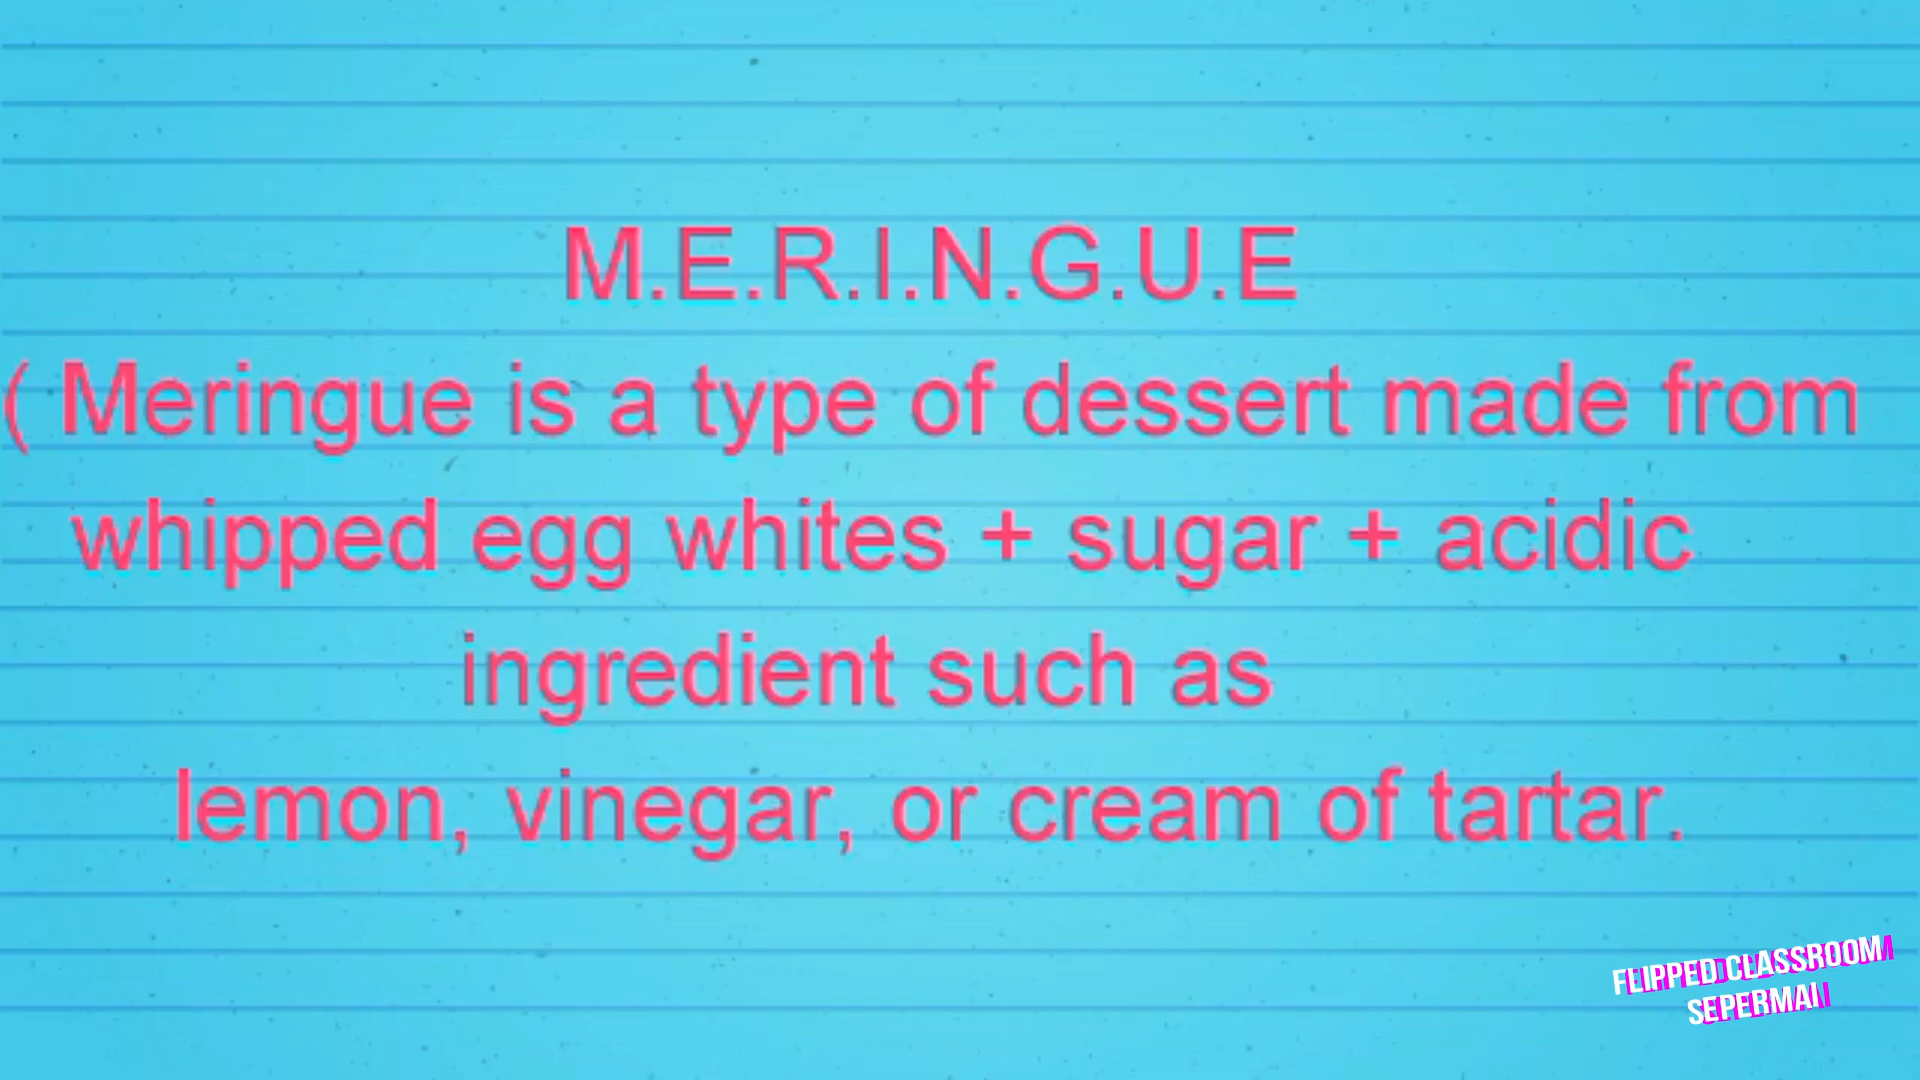 M.E.R.I.N.G.U.E
( Meringue is a type of dessert made from
whipped egg whites + sugar + acidic
ingredient such as
lemon, vinegar, or cream of tartar.
FLIPPED CLASSROOM
SEPERMAI